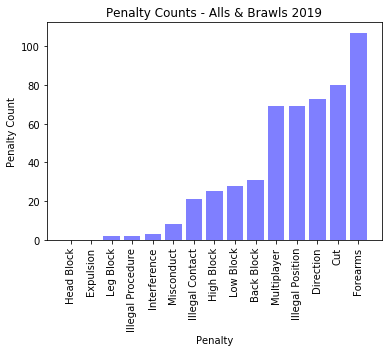 Penalty Counts - Alls & Brawls 2019
Penalty Count
100
80
60
40
20
0
Head Block
Expulsion
Leg Block
Illegal Procedure
Interference
Misconduct
Illegal Contact
High Block
Low Block
Back Block
Multiplayer
Illegal Position
Direction
Cut
Forearms
Penalty